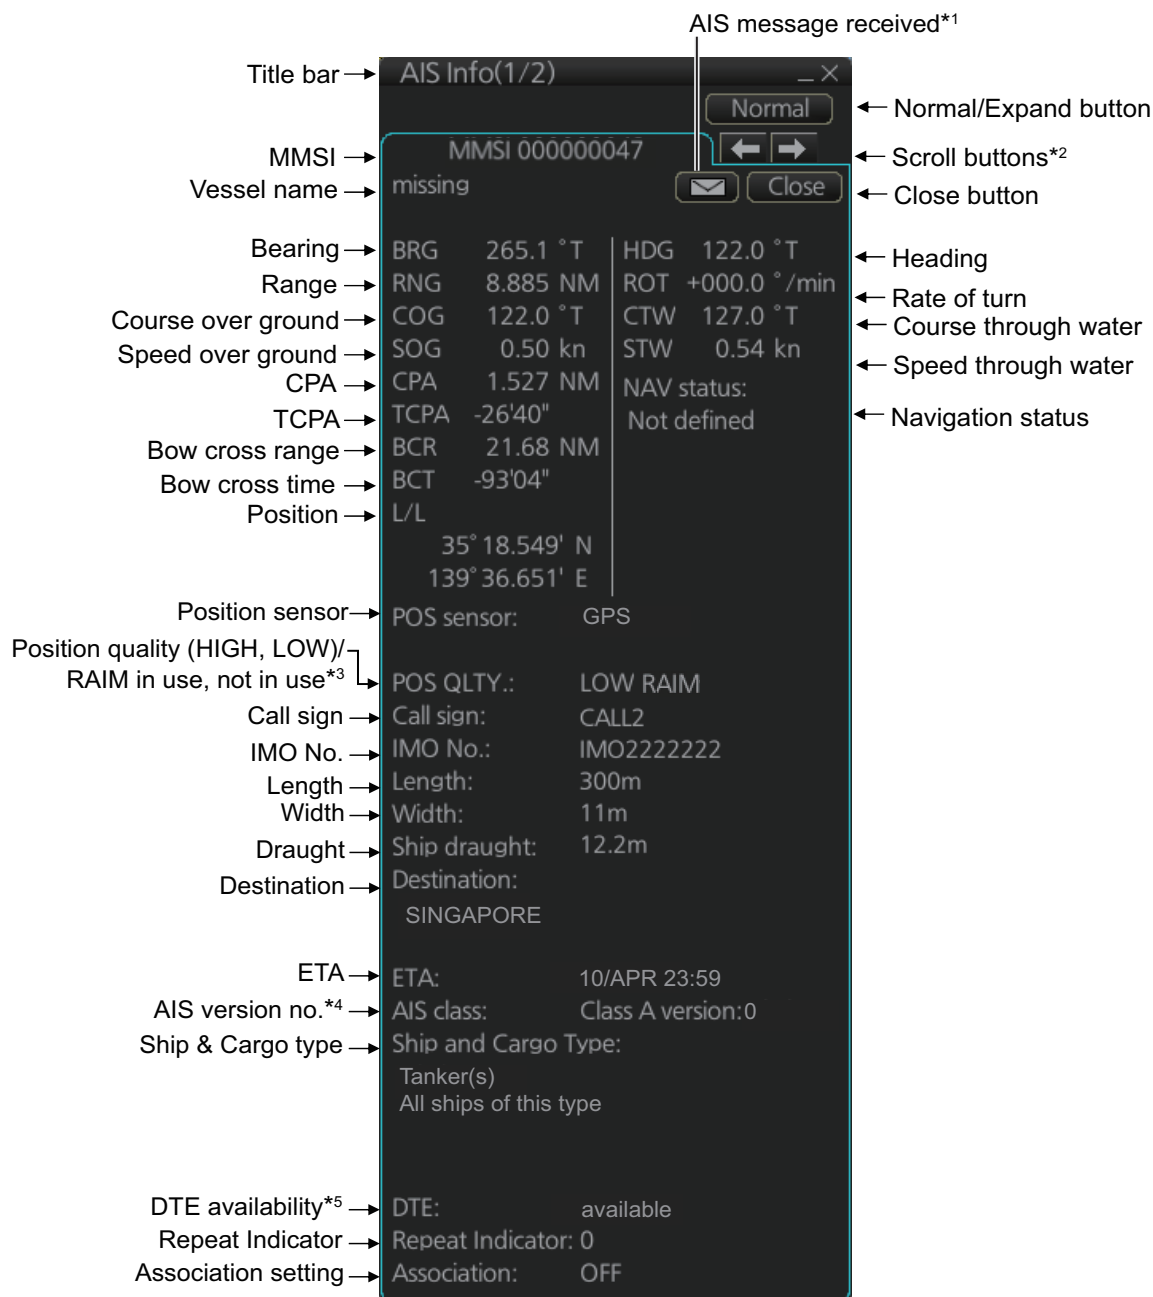 AIS message received*1
Title bar AIS Info(1/2)
Normal Normal/Expand button
MMSI MMSI 000000047 Scroll buttons*2
Vessel name missing Close Close button
Bearing BRG 265.1 °T HDG 122.0 °T Heading
Range RNG 8.885 NM ROT +000.0 °/min Rate of turn
Course over ground COG 122.0 °T CTW 127.0 °T Course through water
Speed over ground SOG 0.50 kn STW 0.54 kn Speed through water
CPA CPA 1.527 NM NAV status:
TCPA TCPA -26'40" Not defined Navigation status
Bow cross range BCR 21.68 NM
Bow cross time BCT -93'04"
Position L/L
35°18.549' N
139°36.651' E
Position sensor POS sensor: GPS
Position quality (HIGH, LOW)/
RAIM in use, not in use*3 POS QLTY.: LOW RAIM
Call sign Call sign: CALL2
IMO No. IMO No.: IMO2222222
Length Length: 300m
Width Width: 11m
Draught Ship draught: 12.2m
Destination Destination:
SINGAPORE
ETA ETA: 10/APR 23:59
AIS version no.*4 AIS class: Class A version:0
Ship & Cargo type Ship and Cargo Type:
Tanker(s)
All ships of this type
DTE availability*5 DTE: available
Repeat Indicator Repeat Indicator: 0
Association setting Association: OFF